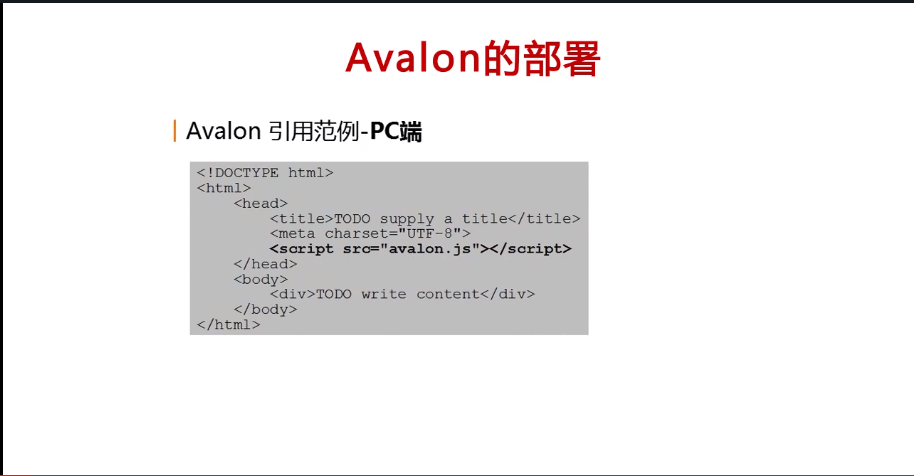 Avalon的部署
Avalon 引用范例-PC端
<!DOCTYPE html>
<html>
    <head>
        <title>TODO supply a title</title>
        <meta charset="UTF-8">
        <script src="avalon.js"></script>
    </head>
    <body>
        <div>TODO write content</div>
    </body>
</html>